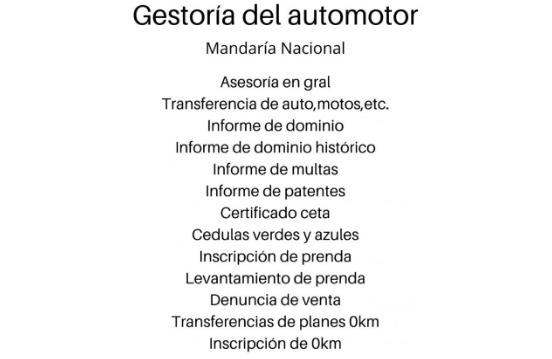 Gestoría del automotor
Mandaría Nacional
Asesoría en gral
Transferencia de auto,motos,etc.
Informe de dominio
Informe de dominio histórico
Informe de multas
Informe de patentes
Certificado ceta
Cedulas verdes y azules
Inscripción de prenda
Levantamiento de prenda
Denuncia de venta
Transferencias de planes 0km
Inscripción de 0km